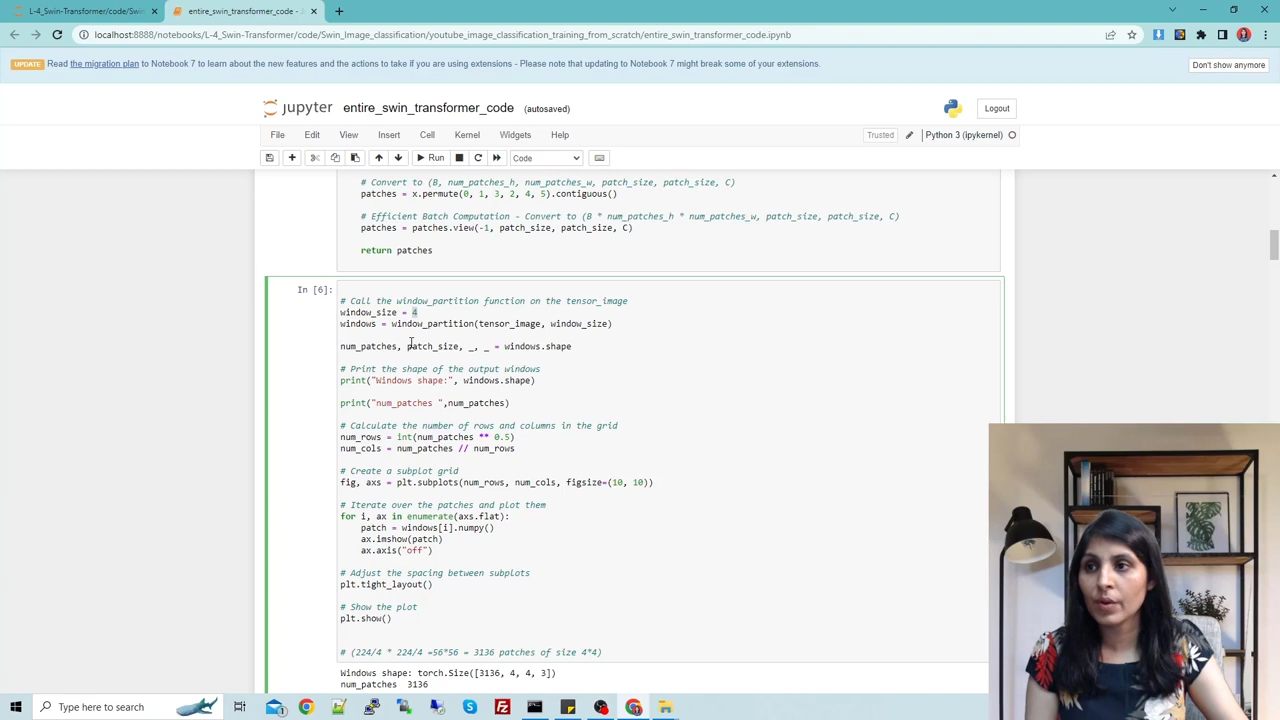 L-4_Swin-Transformer/code/Swin
entire_swin_transformer_code -
localhost:8888/notebooks/L-4_Swin-Transformer/code/Swin_Image_classification/youtube_image_classification_training_from_scratch/entire_swin_transformer_code.ipynb
UPDATE Read the migration plan to Notebook 7 to learn about the new features and the actions to take if you are using extensions - Please note that updating to Notebook 7 might break some of your extensions. Don't show anymore
jupyter entire_swin_transformer_code (autosaved) Logout
File Edit View Insert Cell Kernel Widgets Help Trusted Python 3 (ipykernel)
Run Code
# Convert to (B, num_patches_h, num_patches_w, patch_size, patch_size, C)
patches = x.permute(0, 1, 3, 2, 4, 5).contiguous()
# Efficient Batch Computation - Convert to (B * num_patches_h * num_patches_w, patch_size, patch_size, C)
patches = patches.view(-1, patch_size, patch_size, C)
return patches
In [6]:
# Call the window_partition function on the tensor_image
window_size = 4
windows = window_partition(tensor_image, window_size)
num_patches, patch_size, _, _ = windows.shape
# Print the shape of the output windows
print("Windows shape:", windows.shape)
print("num_patches ",num_patches)
# Calculate the number of rows and columns in the grid
num_rows = int(num_patches ** 0.5)
num_cols = num_patches // num_rows
# Create a subplot grid
fig, axs = plt.subplots(num_rows, num_cols, figsize=(10, 10))
# Iterate over the patches and plot them
for i, ax in enumerate(axs.flat):
patch = windows[i].numpy()
ax.imshow(patch)
ax.axis("off")
# Adjust the spacing between subplots
plt.tight_layout()
# Show the plot
plt.show()
# (224/4 * 224/4 =56*56 = 3136 patches of size 4*4)
Windows shape: torch.Size([3136, 4, 4, 3])
num_patches  3136
Type here to search